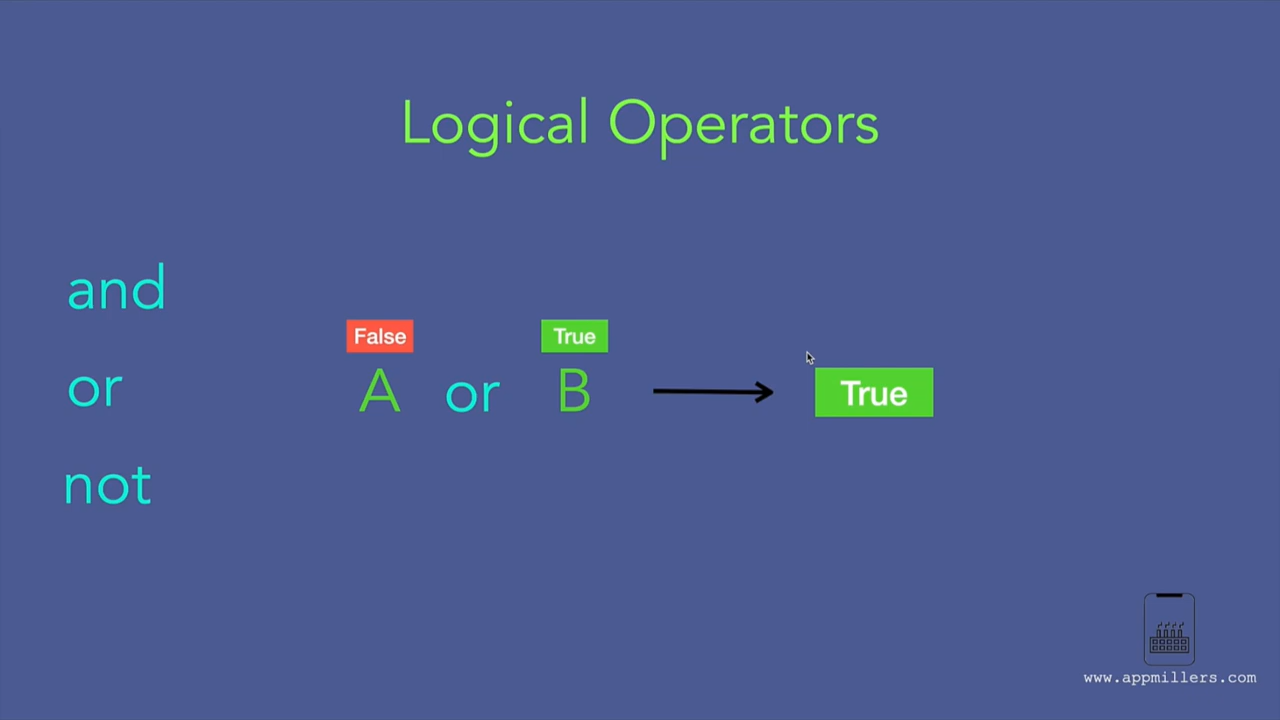 Logical Operators
and
False True
or A or B True
not
www.appmillers.com